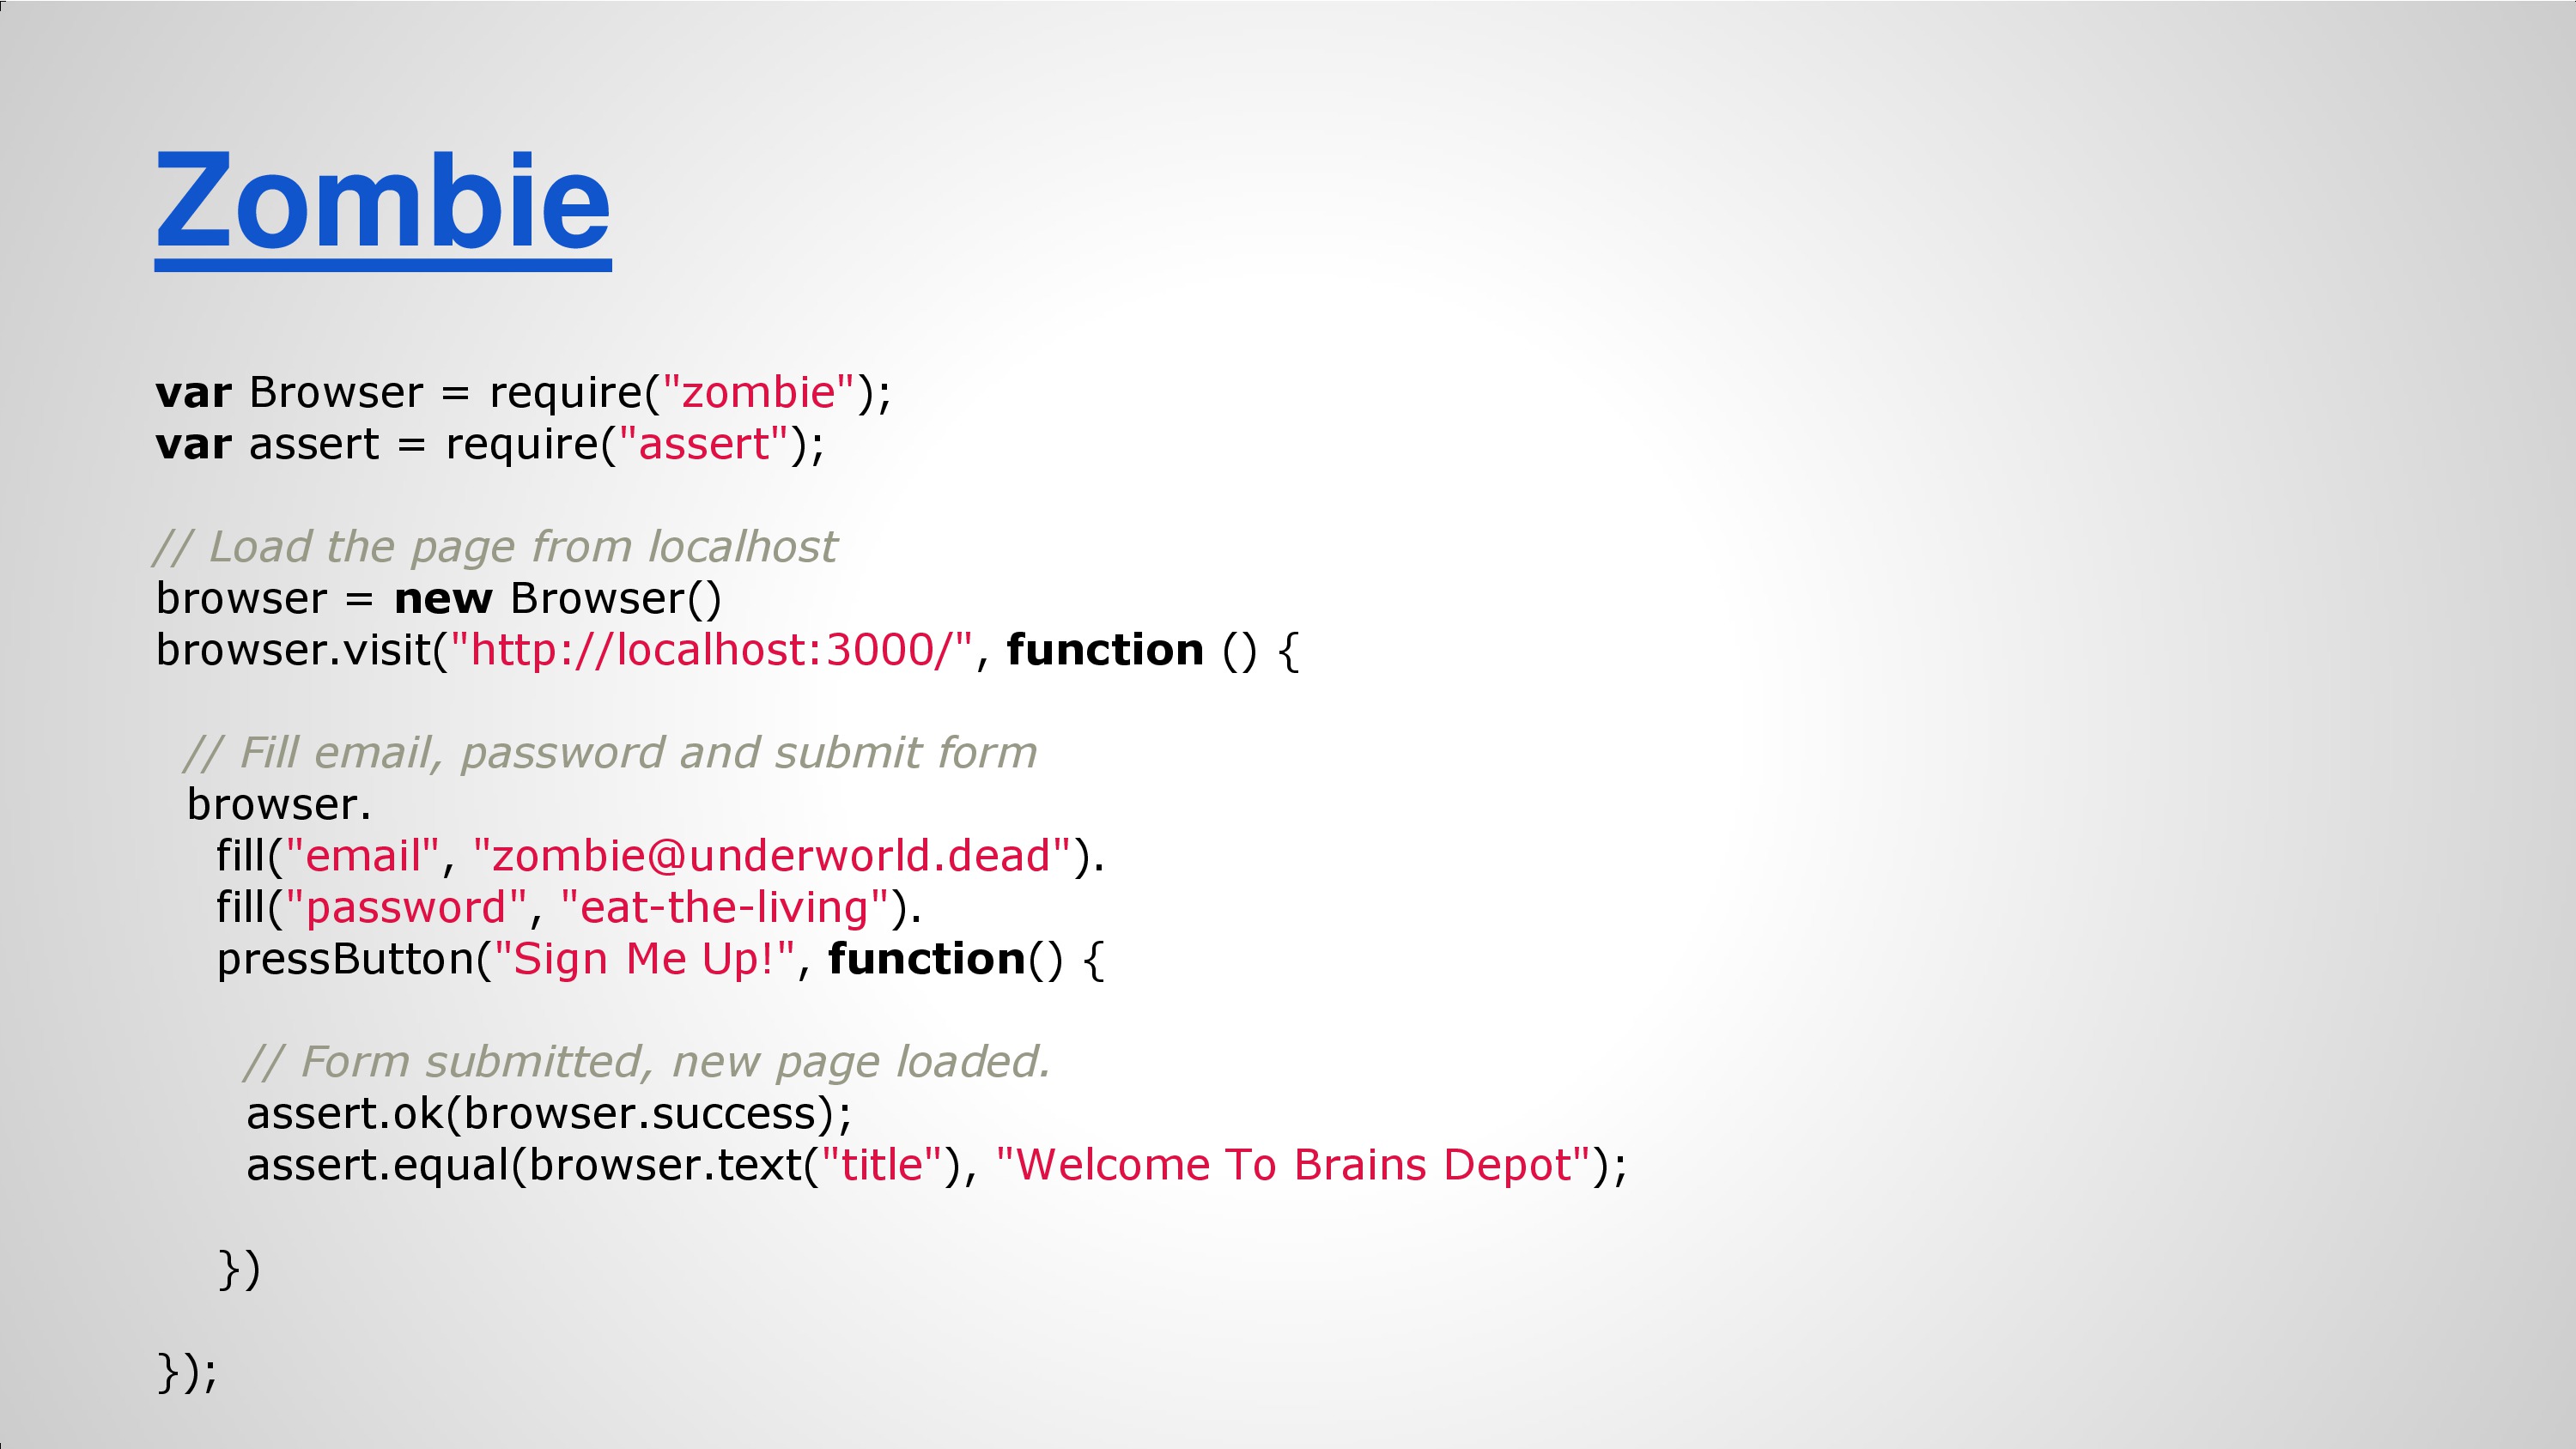 Zombie
var Browser = require("zombie");
var assert = require("assert");
// Load the page from localhost
browser = new Browser()
browser.visit("http://localhost:3000/", function () {
// Fill email, password and submit form
browser.
fill("email", "zombie@underworld.dead").
fill("password", "eat-the-living").
pressButton("Sign Me Up!", function() {
// Form submitted, new page loaded.
assert.ok(browser.success);
assert.equal(browser.text("title"), "Welcome To Brains Depot");
})
});